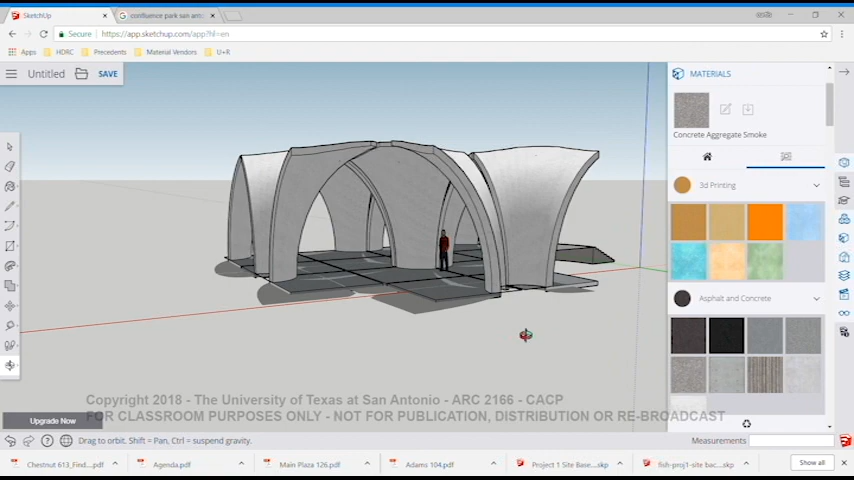 SketchUp
confluence park san anto
Secure https://app.sketchup.com/app?hl=en
Apps HDRC Precedents Material Vendors U+R
Untitled SAVE
MATERIALS
Concrete Aggregate Smoke
3d Printing
Asphalt and Concrete
Copyright 2018 - The University of Texas at San Antonio - ARC 2166 - CACP
FOR CLASSROOM PURPOSES ONLY - NOT FOR PUBLICATION, DISTRIBUTION OR RE-BROADCAST
Upgrade Now
Drag to orbit. Shift = Pan, Ctrl = suspend gravity.
Measurements
Chestnut 613_Find....pdf Agenda.pdf Main Plaza 126.pdf Adams 104.pdf Project 1 Site Base....skp fish-proj1-site bac....skp Show all